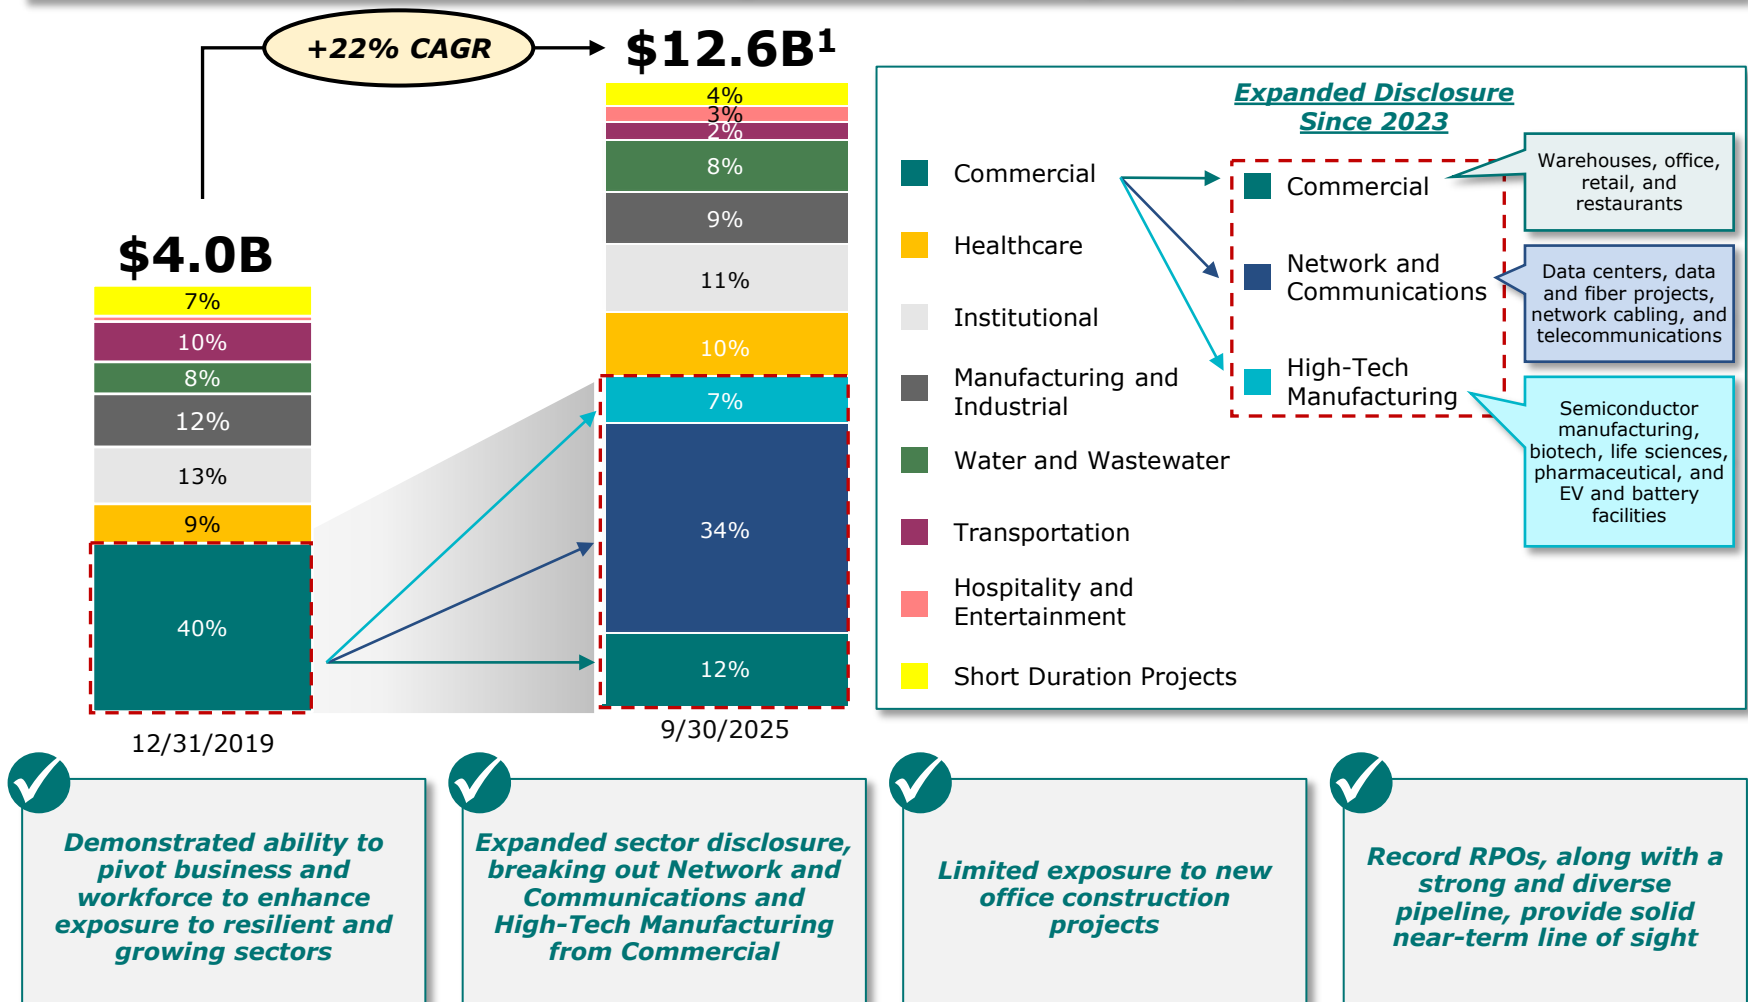 +22% CAGR
$12.6B¹
$4.0B
7%
10%
8%
12%
13%
9%
40%
12/31/2019
4%
3%
2%
8%
9%
11%
10%
7%
34%
12%
9/30/2025
Expanded Disclosure
Since 2023
Commercial
Healthcare
Institutional
Manufacturing and
Industrial
Water and Wastewater
Transportation
Hospitality and
Entertainment
Short Duration Projects
Commercial
Network and
Communications
High-Tech
Manufacturing
Warehouses, office,
retail, and
restaurants
Data centers, data
and fiber projects,
network cabling, and
telecommunications
Semiconductor
manufacturing,
biotech, life sciences,
pharmaceutical, and
EV and battery
facilities
Demonstrated ability to
pivot business and
workforce to enhance
exposure to resilient and
growing sectors
Expanded sector disclosure,
breaking out Network and
Communications and
High-Tech Manufacturing
from Commercial
Limited exposure to new
office construction
projects
Record RPOs, along with a
strong and diverse
pipeline, provide solid
near-term line of sight